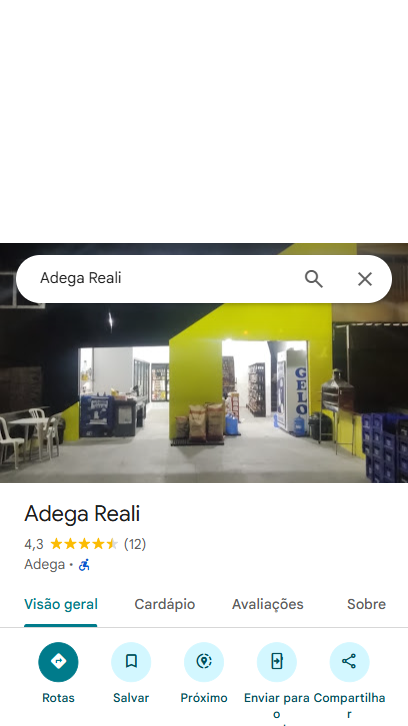 Adega Reali
GELO
Adega Reali
4,3 (12)
Adega ·
Visão geral Cardápio Avaliações Sobre
Rotas Salvar Próximo Enviar para o Compartilhar